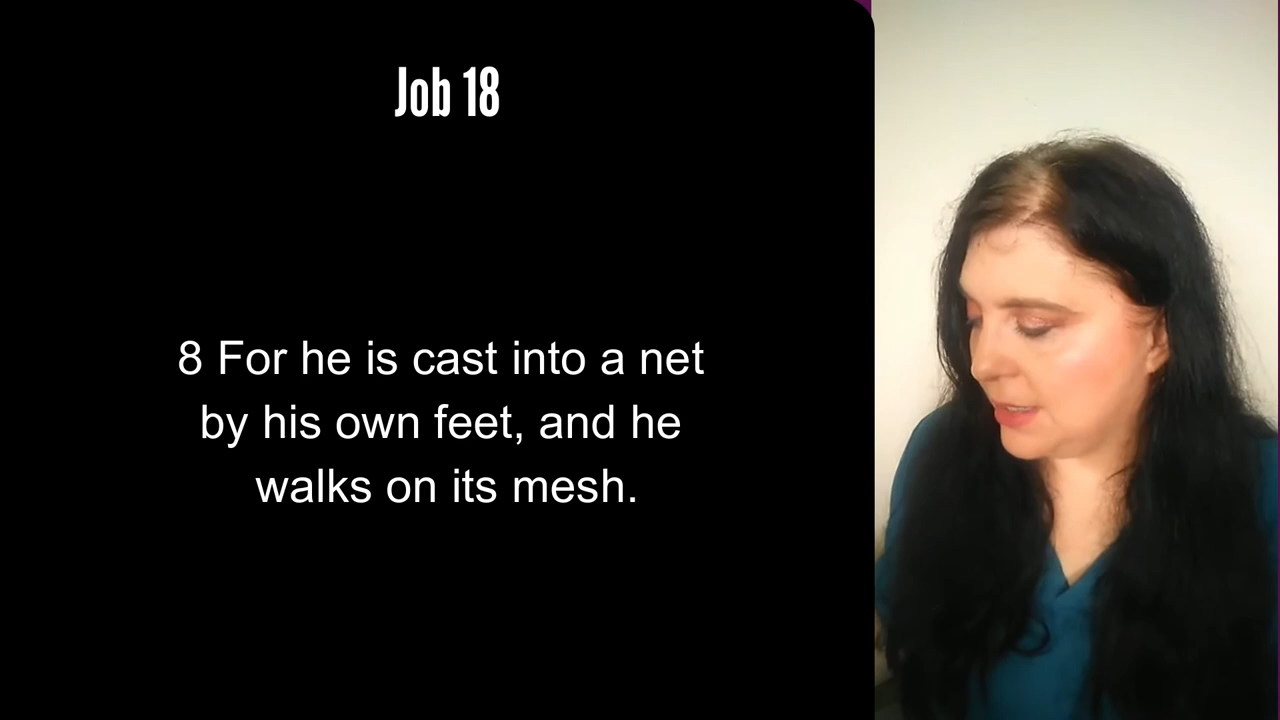 Job 18
8 For he is cast into a net
by his own feet, and he
walks on its mesh.